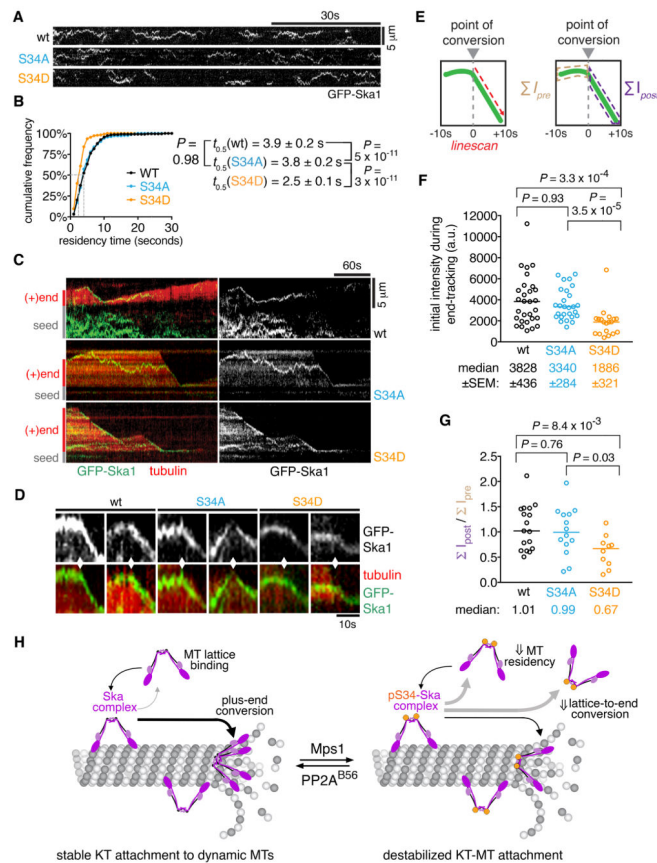 A
30s
wt
S34A
S34D
5 μm
GFP-Ska1
B
cumulative frequency
100%
75%
50%
25%
0%
0 10 20 30
residency time (seconds)
WT
S34A
S34D
P = 0.98
t0.5(wt) = 3.9 ± 0.2 s
t0.5(S34A) = 3.8 ± 0.2 s
t0.5(S34D) = 2.5 ± 0.1 s
P = 5 x 10-11
P = 3 x 10-11
C
60s
5 μm
(+)end
seed
wt
(+)end
seed
S34A
(+)end
seed
S34D
GFP-Ska1 tubulin
GFP-Ska1
D
wt S34A S34D
GFP-Ska1
tubulin
GFP-Ska1
10s
E
point of conversion
point of conversion
∑ Ipre
∑ Ipos
-10s +10s
-10s +10s
linescan
F
P = 3.3 x 10-4
P = 0.93
P = 3.5 x 10-5
initial intensity during end-tracking (a.u.)
12000
10000
8000
6000
4000
2000
0
wt S34A S34D
median 3828 3340 1886
±SEM: ±436 ±284 ±321
G
P = 8.4 x 10-3
P = 0.76
P = 0.03
∑ Ipost / ∑ Ipre
2.5
2.0
1.5
1.0
0.5
0.0
wt S34A S34D
median: 1.01 0.99 0.67
H
MT lattice binding
Ska complex
plus-end conversion
Mps1
PP2AB56
pS34-Ska complex
⇓ MT residency
⇓ lattice-to-end conversion
stable KT attachment to dynamic MTs
destabilized KT-MT attachment